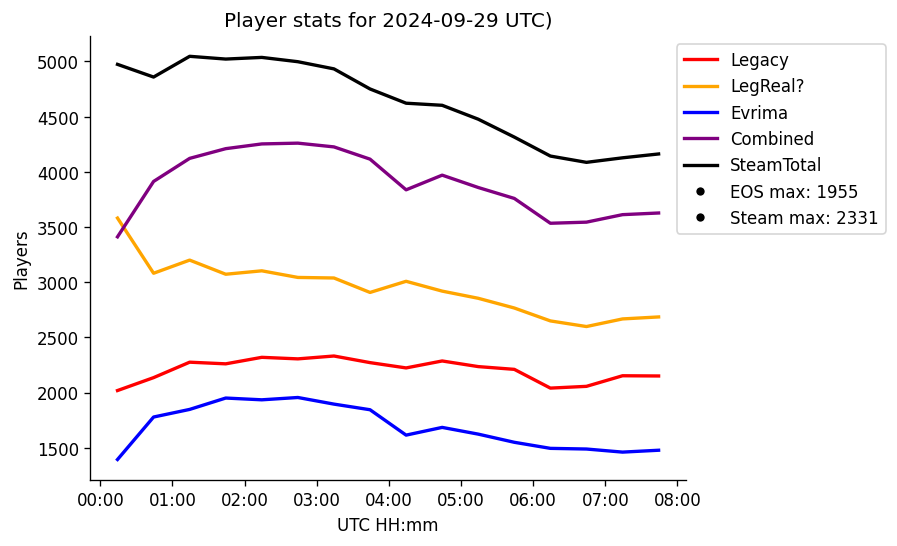 Player stats for 2024-09-29 UTC)
Legacy
LegReal?
Evrima
Combined
SteamTotal
EOS max: 1955
Steam max: 2331
Players
5000
4500
4000
3500
3000
2500
2000
1500
00:00 01:00 02:00 03:00 04:00 05:00 06:00 07:00 08:00
UTC HH:mm